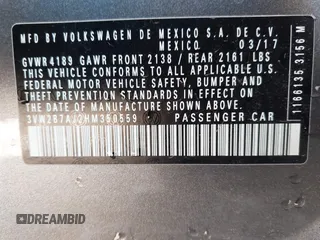 MFD BY VOLKSWAGEN DE MEXICO S.A. DE C.V.
MEXICO 03/17
GVWR4189 GAWR FRONT 2138 / REAR 2161 LBS
THIS VEHICLE CONFORMS TO ALL APPLICABLE U.S.
FEDERAL MOTOR VEHICLE SAFETY, BUMPER AND
THEFT PREVENTION STANDARDS IN EFFECT ON THE
DATE OF MANUFACTURE SHOWN ABOVE.
PASSENGER CAR
1166135 3156 M
©DREAMBID